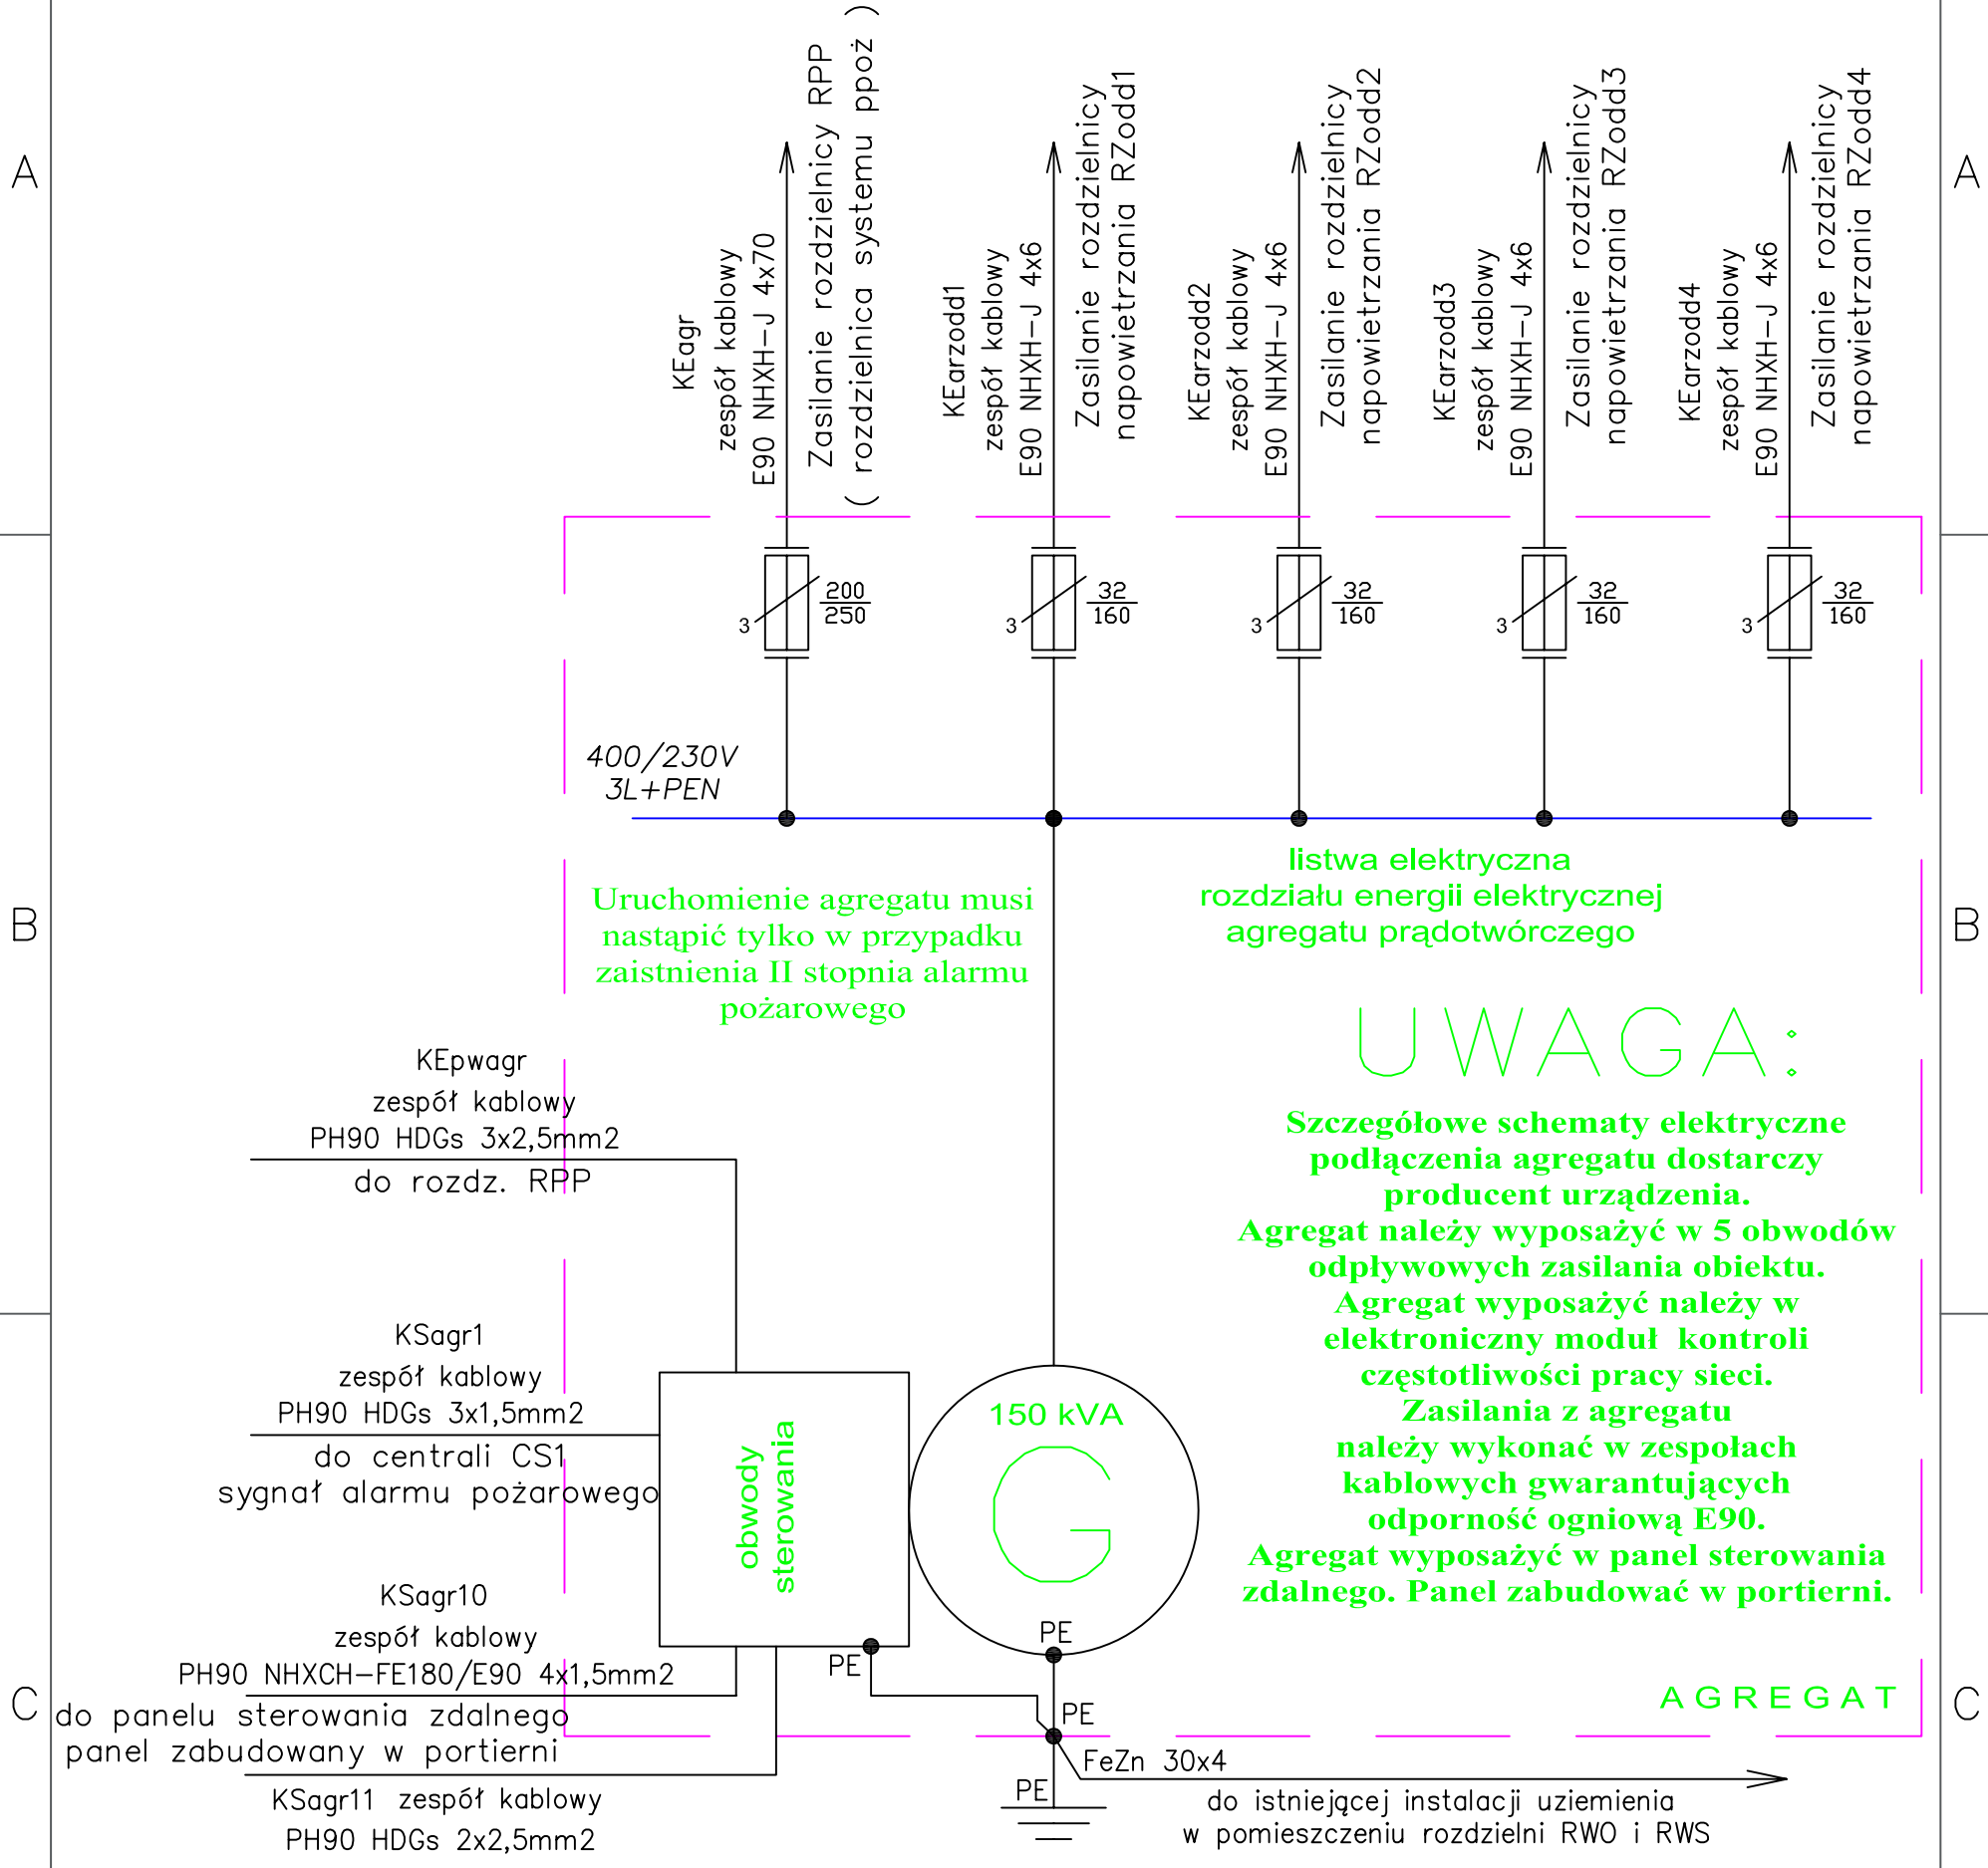 A
A
KEagr
zespół kablowy
E90 NHXH-J 4x70
Zasilanie rozdzielnicy RPP
( rozdzielnica systemu ppoż )
KEarzodd1
zespół kablowy
E90 NHXH-J 4x6
Zasilanie rozdzielnicy
napowietrzania RZodd1
KEarzodd2
zespół kablowy
E90 NHXH-J 4x6
Zasilanie rozdzielnicy
napowietrzania RZodd2
KEarzodd3
zespół kablowy
E90 NHXH-J 4x6
Zasilanie rozdzielnicy
napowietrzania RZodd3
KEarzodd4
zespół kablowy
E90 NHXH-J 4x6
Zasilanie rozdzielnicy
napowietrzania RZodd4
3
200
250
3
32
160
3
32
160
3
32
160
3
32
160
400/230V
3L+PEN
B
B
Uruchomienie agregatu musi
nastąpić tylko w przypadku
zaistnienia II stopnia alarmu
pożarowego
listwa elektryczna
rozdziału energii elektrycznej
agregatu prądotwórczego
UWAGA:
Szczegółowe schematy elektryczne
podłączenia agregatu dostarczy
producent urządzenia.
Agregat należy wyposażyć w 5 obwodów
odpływowych zasilania obiektu.
Agregat wyposażyć należy w
elektroniczny moduł kontroli
częstotliwości pracy sieci.
Zasilania z agregatu
należy wykonać w zespołach
kablowych gwarantujących
odporność ogniową E90.
Agregat wyposażyć w panel sterowania
zdalnego. Panel zabudować w portierni.
KEpwagr
zespół kablowy
PH90 HDGs 3x2,5mm2
do rozdz. RPP
KSagr1
zespół kablowy
PH90 HDGs 3x1,5mm2
do centrali CS1
sygnał alarmu pożarowego
obwody
sterowania
150 kVA
G
KSagr10
zespół kablowy
PH90 NHXCH-FE180/E90 4x1,5mm2
do panelu sterowania zdalnego
panel zabudowany w portierni
KSagr11 zespół kablowy
PH90 HDGs 2x2,5mm2
PE
PE
PE
PE
AGREGAT
C
C
FeZn 30x4
do istniejącej instalacji uziemienia
w pomieszczeniu rozdzielni RWO i RWS